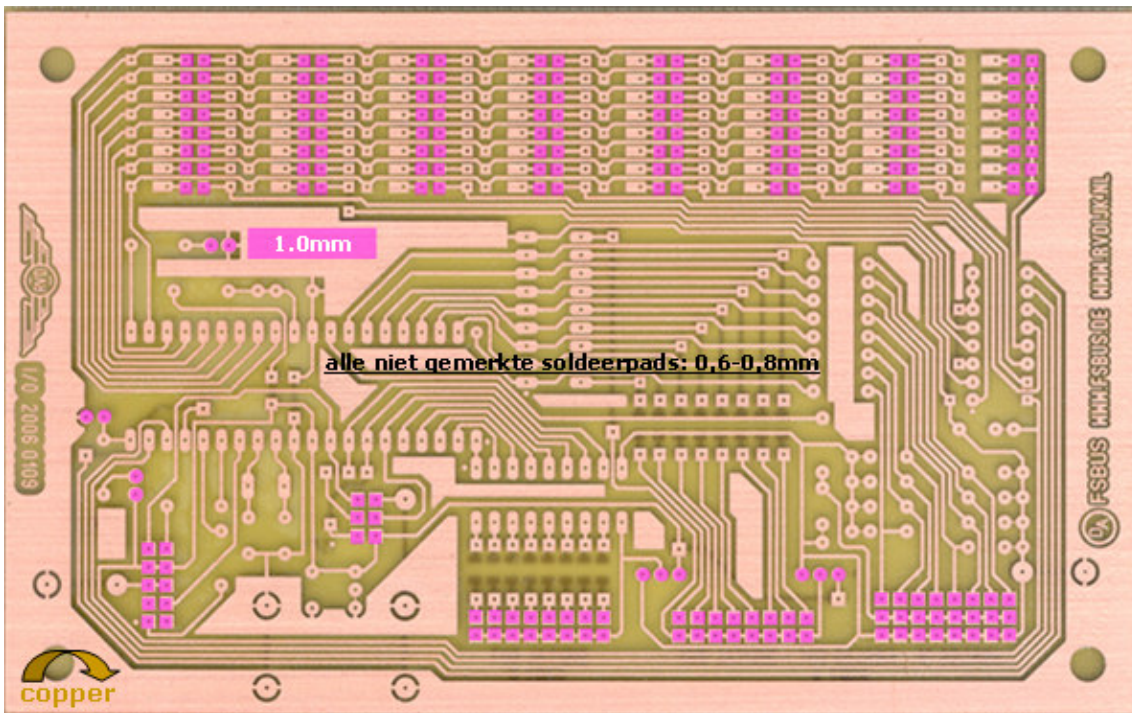 1.0mm
alle niet gemerkte soldeerpads: 0,6-0,8mm
I/O 2006 0109
FSBUS WWW.FSBUS.DE WWW.RVDIJK.NL
copper